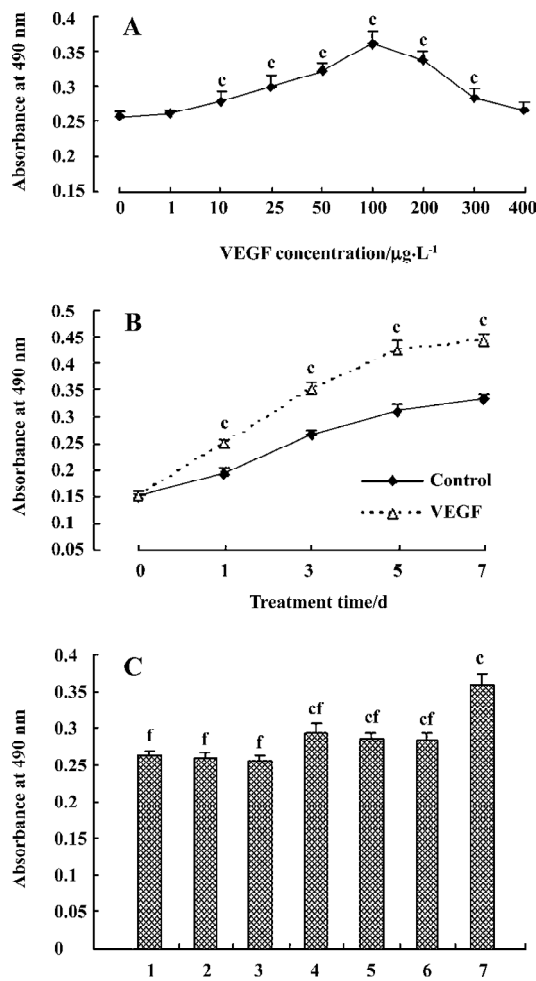 A
Absorbance at 490 nm
0.4
0.35
0.3
0.25
0.2
0.15
c c c c c c
0 1 10 25 50 100 200 300 400
VEGF concentration/μg·L-1
B
Absorbance at 490 nm
0.5
0.45
0.4
0.35
0.3
0.25
0.2
0.15
0.1
0.05
c c c c
Control
VEGF
0 1 3 5 7
Treatment time/d
C
Absorbance at 490 nm
0.4
0.35
0.3
0.25
0.2
0.15
0.1
0.05
0
f f f cf cf cf c
1 2 3 4 5 6 7